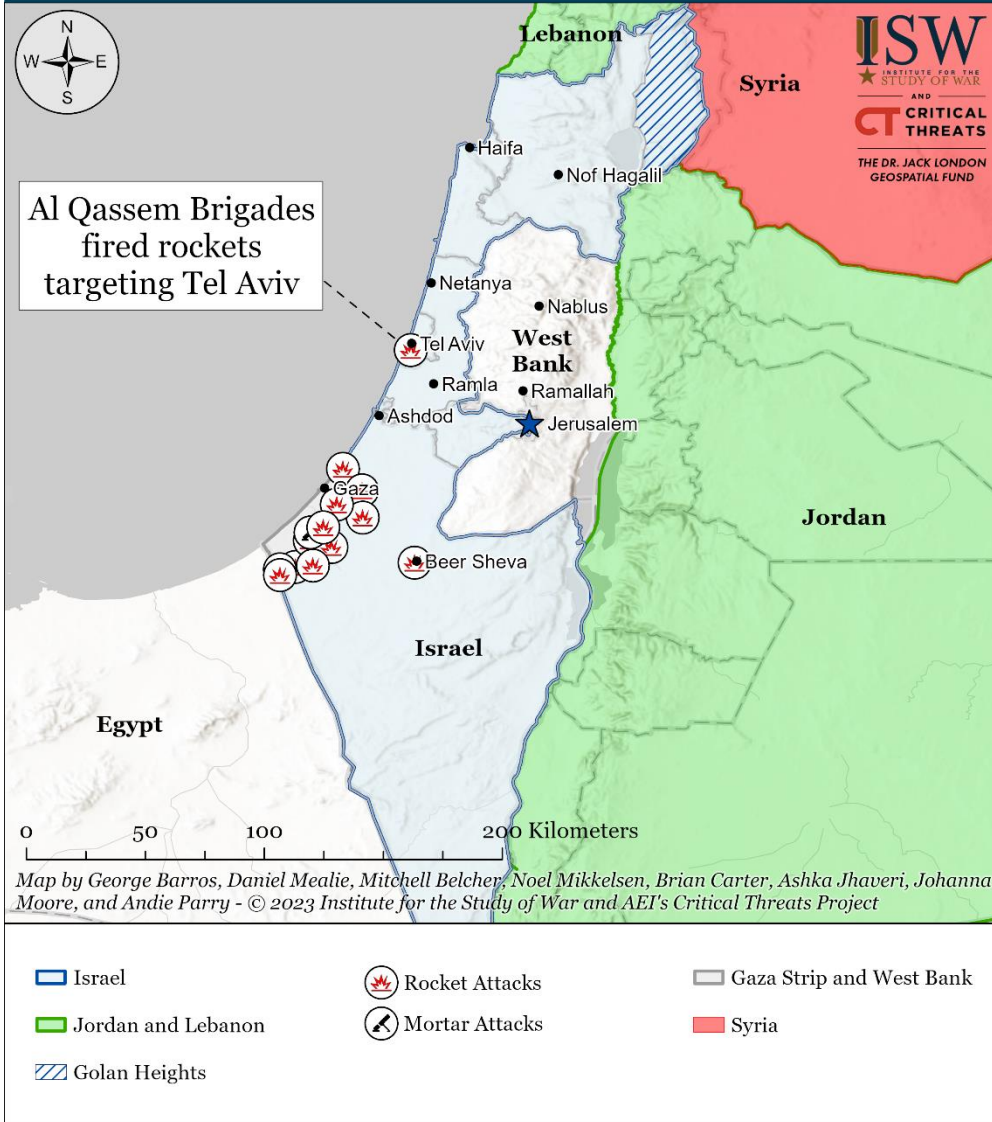 N
W
E
S
ISW
INSTITUTE FOR THE
STUDY OF WAR
AND
CT CRITICAL
THREATS
THE DR. JACK LONDON
GEOSPATIAL FUND
Lebanon
Syria
Haifa
Nof Hagalil
Al Qassem Brigades
fired rockets
targeting Tel Aviv
Netanya
Nablus
West
Bank
Tel Aviv
Ramla
Ramallah
Ashdod
Jerusalem
Gaza
Jordan
Beer Sheva
Israel
Egypt
0 50 100 200 Kilometers
Map by George Barros, Daniel Mealie, Mitchell Belcher, Noel Mikkelsen, Brian Carter, Ashka Jhaveri, Johanna
Moore, and Andie Parry - © 2023 Institute for the Study of War and AEI's Critical Threats Project
Israel
Rocket Attacks
Gaza Strip and West Bank
Jordan and Lebanon
Mortar Attacks
Syria
Golan Heights